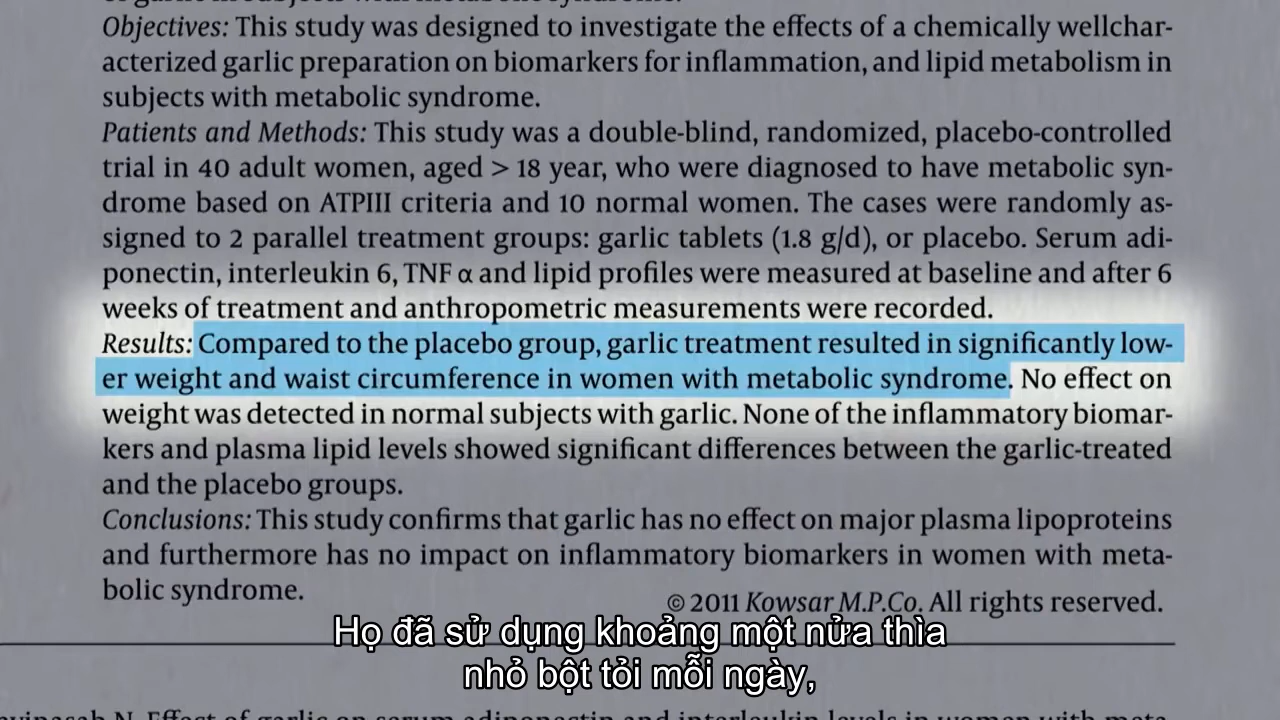 Objectives: This study was designed to investigate the effects of a chemically wellchar-
acterized garlic preparation on biomarkers for inflammation, and lipid metabolism in
subjects with metabolic syndrome.
Patients and Methods: This study was a double-blind, randomized, placebo-controlled
trial in 40 adult women, aged > 18 year, who were diagnosed to have metabolic syn-
drome based on ATPIII criteria and 10 normal women. The cases were randomly as-
signed to 2 parallel treatment groups: garlic tablets (1.8 g/d), or placebo. Serum adi-
ponectin, interleukin 6, TNF α and lipid profiles were measured at baseline and after 6
weeks of treatment and anthropometric measurements were recorded.
Results: Compared to the placebo group, garlic treatment resulted in significantly low-
er weight and waist circumference in women with metabolic syndrome. No effect on
weight was detected in normal subjects with garlic. None of the inflammatory biomar-
kers and plasma lipid levels showed significant differences between the garlic-treated
and the placebo groups.
Conclusions: This study confirms that garlic has no effect on major plasma lipoproteins
and furthermore has no impact on inflammatory biomarkers in women with meta-
bolic syndrome.
© 2011 Kowsar M.P.Co. All rights reserved.
Họ đã sử dụng khoảng một nửa thìa
nhỏ bột tỏi mỗi ngày,